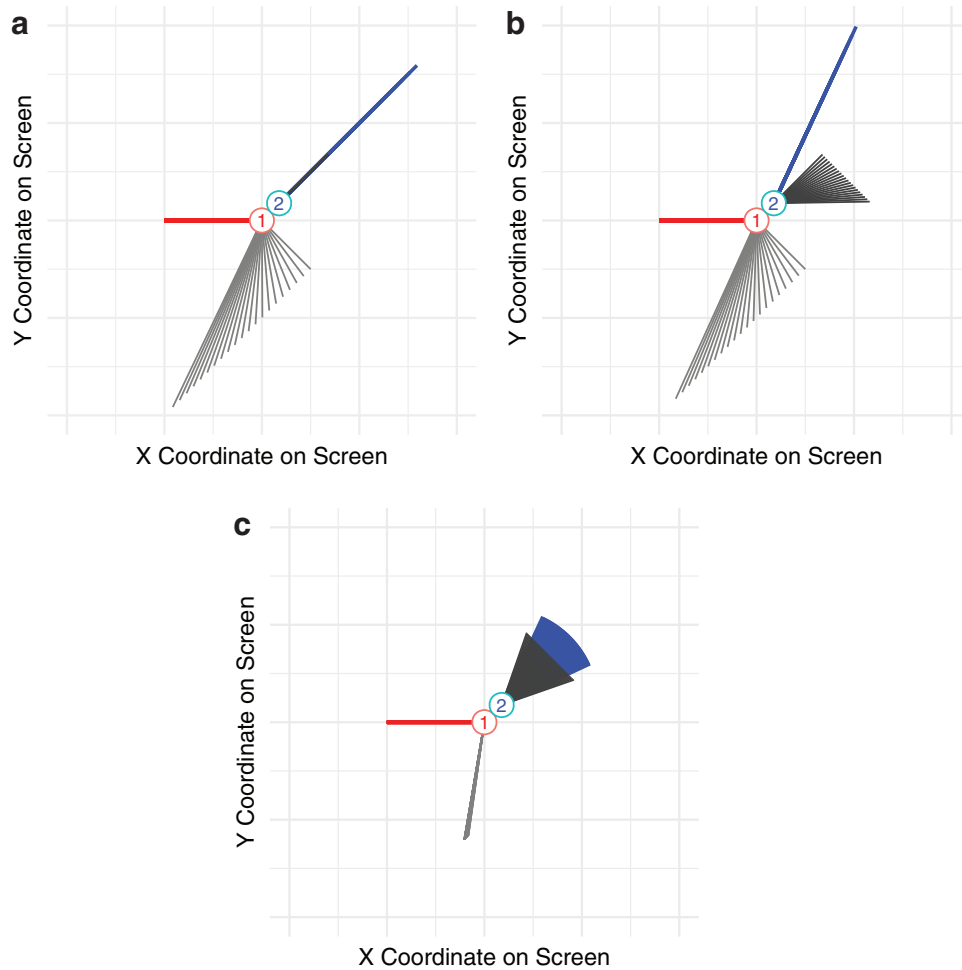 a
Y Coordinate on Screen
1
2
X Coordinate on Screen
b
Y Coordinate on Screen
1
2
X Coordinate on Screen
c
Y Coordinate on Screen
1
2
X Coordinate on Screen